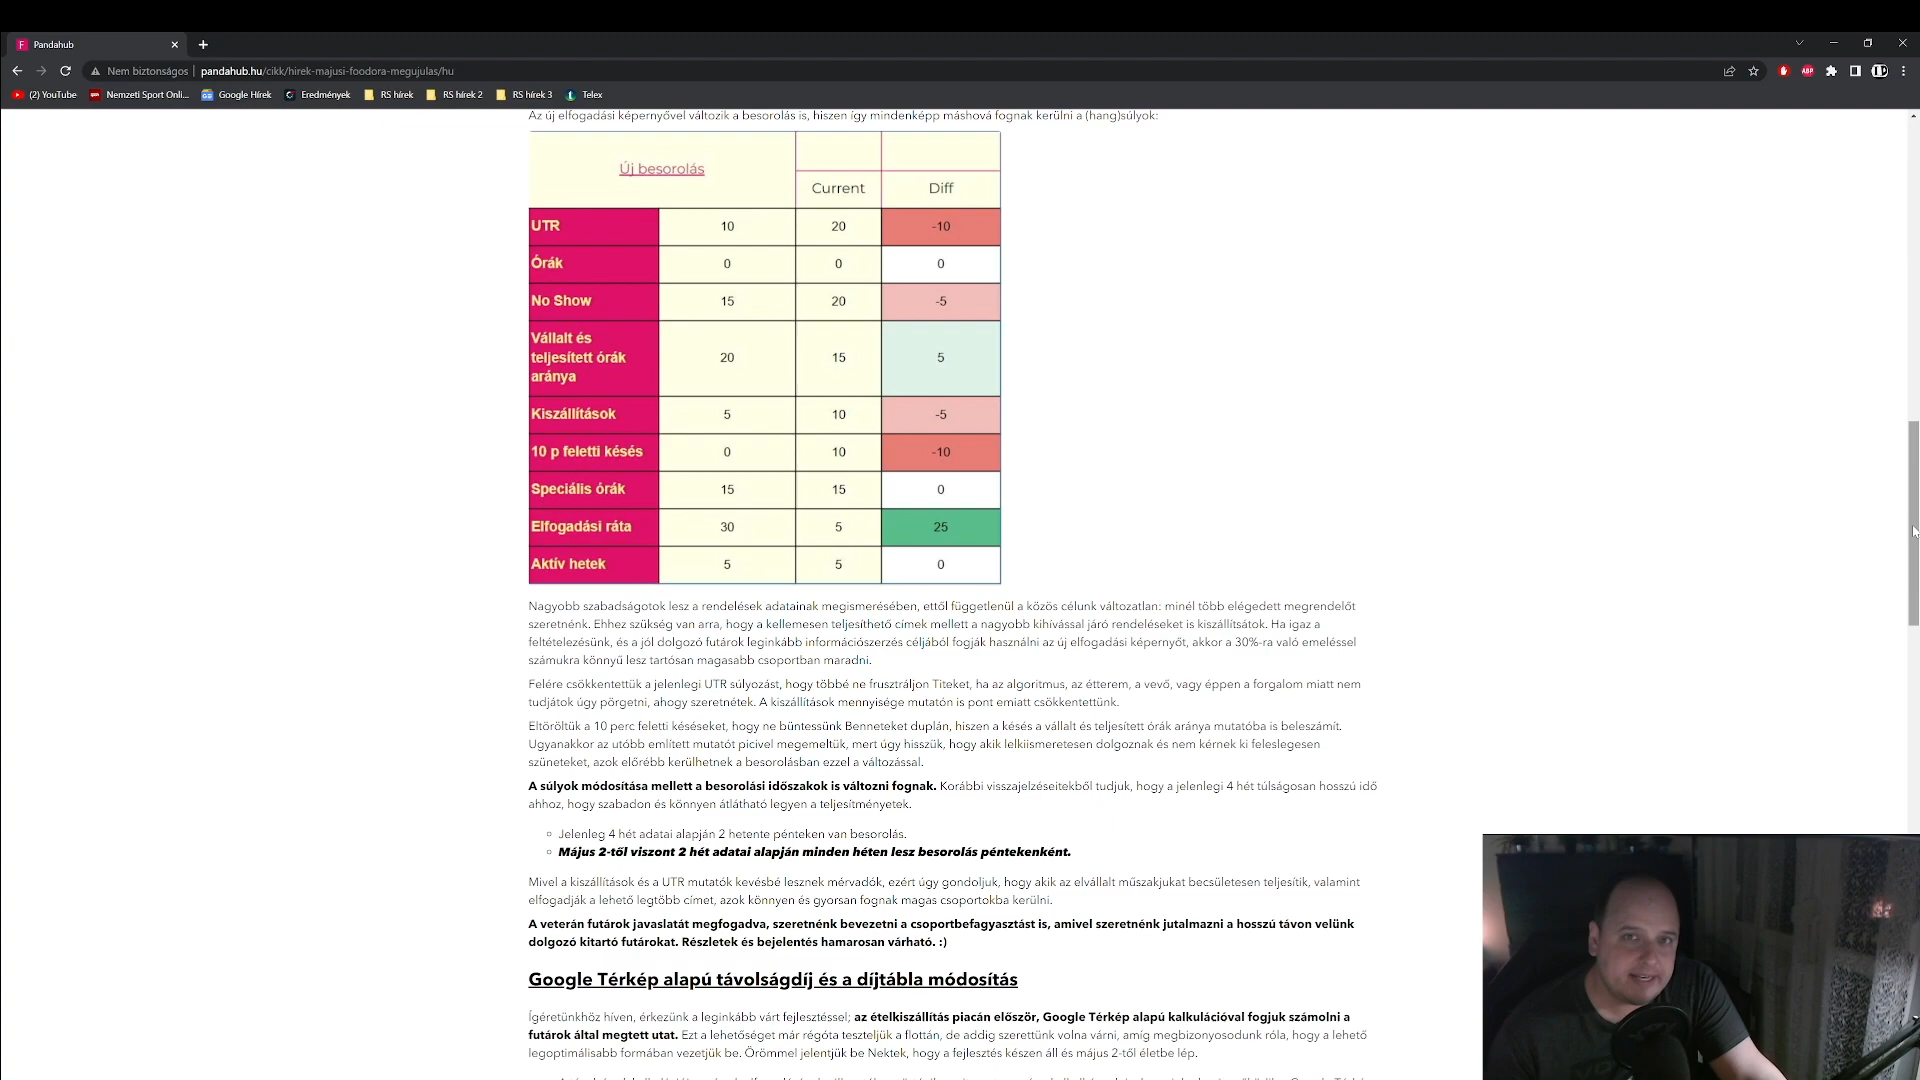 Pandahub
Nem biztonságos | pandahub.hu/cikk/hirek-majusi-foodora-megujulas/hu
(2) YouTube Nemzeti Sport Onli... Google Hírek Eredmények RS hírek RS hírek 2 RS hírek 3 Telex
Az új elfogadási képernyővel változik a besorolás is, hiszen így mindenképp máshová fognak kerülni a (hang)súlyok:
Új besorolás
Current Diff
UTR 10 20 -10
Órák 0 0 0
No Show 15 20 -5
Vállalt és
teljesített órák 20 15 5
aránya
Kiszállítások 5 10 -5
10 p feletti késés 0 10 -10
Speciális órák 15 15 0
Elfogadási ráta 30 5 25
Aktív hetek 5 5 0
Nagyobb szabadságotok lesz a rendelések adatainak megismerésében, ettől függetlenül a közös célunk változatlan: minél több elégedett megrendelőt
szeretnénk. Ehhez szükség van arra, hogy a kellemesen teljesíthető címek mellett a nagyobb kihívással járó rendeléseket is kiszállítsátok. Ha igaz a
feltételezésünk, és a jól dolgozó futárok leginkább információszerzés céljából fogják használni az új elfogadási képernyőt, akkor a 30%-ra való emeléssel
számukra könnyű lesz tartósan magasabb csoportban maradni.
Felére csökkentettük a jelenlegi UTR súlyozást, hogy többé ne frusztráljon Titeket, ha az algoritmus, az étterem, a vevő, vagy éppen a forgalom miatt nem
tudjátok úgy pörgetni, ahogy szeretnétek. A kiszállítások mennyisége mutatón is pont emiatt csökkentettünk.
Eltöröltük a 10 perc feletti késéseket, hogy ne büntessünk Benneteket duplán, hiszen a késés a vállalt és teljesített órák aránya mutatóba is beleszámít.
Ugyanakkor az utóbb említett mutatót picivel megemeltük, mert úgy hisszük, hogy akik lelkiismeretesen dolgoznak és nem kérnek ki feleslegesen
szüneteket, azok előrébb kerülhetnek a besorolásban ezzel a változással.
A súlyok módosítása mellett a besorolási időszakok is változni fognak. Korábbi visszajelzéseitekből tudjuk, hogy a jelenlegi 4 hét túlságosan hosszú idő
ahhoz, hogy szabadon és könnyen átlátható legyen a teljesítményetek.
Jelenleg 4 hét adatai alapján 2 hetente pénteken van besorolás.
Május 2-től viszont 2 hét adatai alapján minden héten lesz besorolás péntekenként.
Mivel a kiszállítások és a UTR mutatók kevésbé lesznek mérvadók, ezért úgy gondoljuk, hogy akik az elvállalt műszakjukat becsületesen teljesítik, valamint
elfogadják a lehető legtöbb címet, azok könnyen és gyorsan fognak magas csoportokba kerülni.
A veterán futárok javaslatát megfogadva, szeretnénk bevezetni a csoportbefagyasztást is, amivel szeretnénk jutalmazni a hosszú távon velünk
dolgozó kitartó futárokat. Részletek és bejelentés hamarosan várható. :)
Google Térkép alapú távolságdíj és a díjtábla módosítás
Ígéretünkhöz híven, érkezünk a leginkább várt fejlesztéssel; az ételkiszállítás piacán először, Google Térkép alapú kalkulációval fogjuk számolni a
futárok által megtett utat. Ezt a lehetőséget már régóta teszteljük a flottán, de addig szerettünk volna várni, amíg megbizonyosodunk róla, hogy a lehető
legoptimálisabb formában vezetjük be. Örömmel jelentjük be Nektek, hogy a fejlesztés készen áll és május 2-től életbe lép.